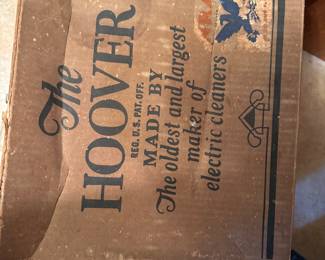 The
HOOVER
REG. U.S. PAT. OFF.
MADE BY
The oldest and largest
maker of
electric cleaners